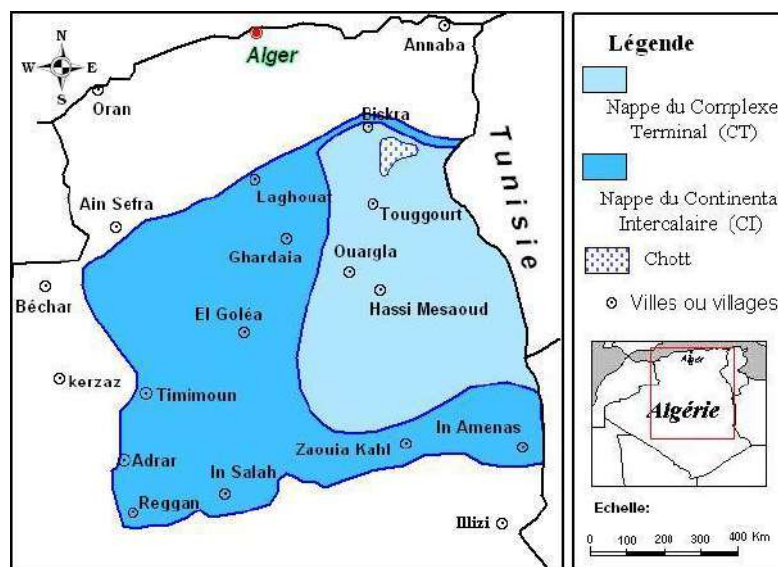 N
W E
S
Alger
Annaba
Oran
Biskra
Tunisie
Laghouat
Ain Sefra
Touggourt
Ghardaia
Ouargla
Béchar
Hassi Mesaoud
El Goléa
kerzaz
Timimoun
In Amenas
Zaouia Kahl
Adrar
In Salah
Reggan
Illizi
Légende
Nappe du Complexe
Terminal (CT)
Nappe du Continenta
Intercalaire (CI)
Chott
Villes ou villages
Alger
Algérie
Echelle:
0 100 200 300 400 Km